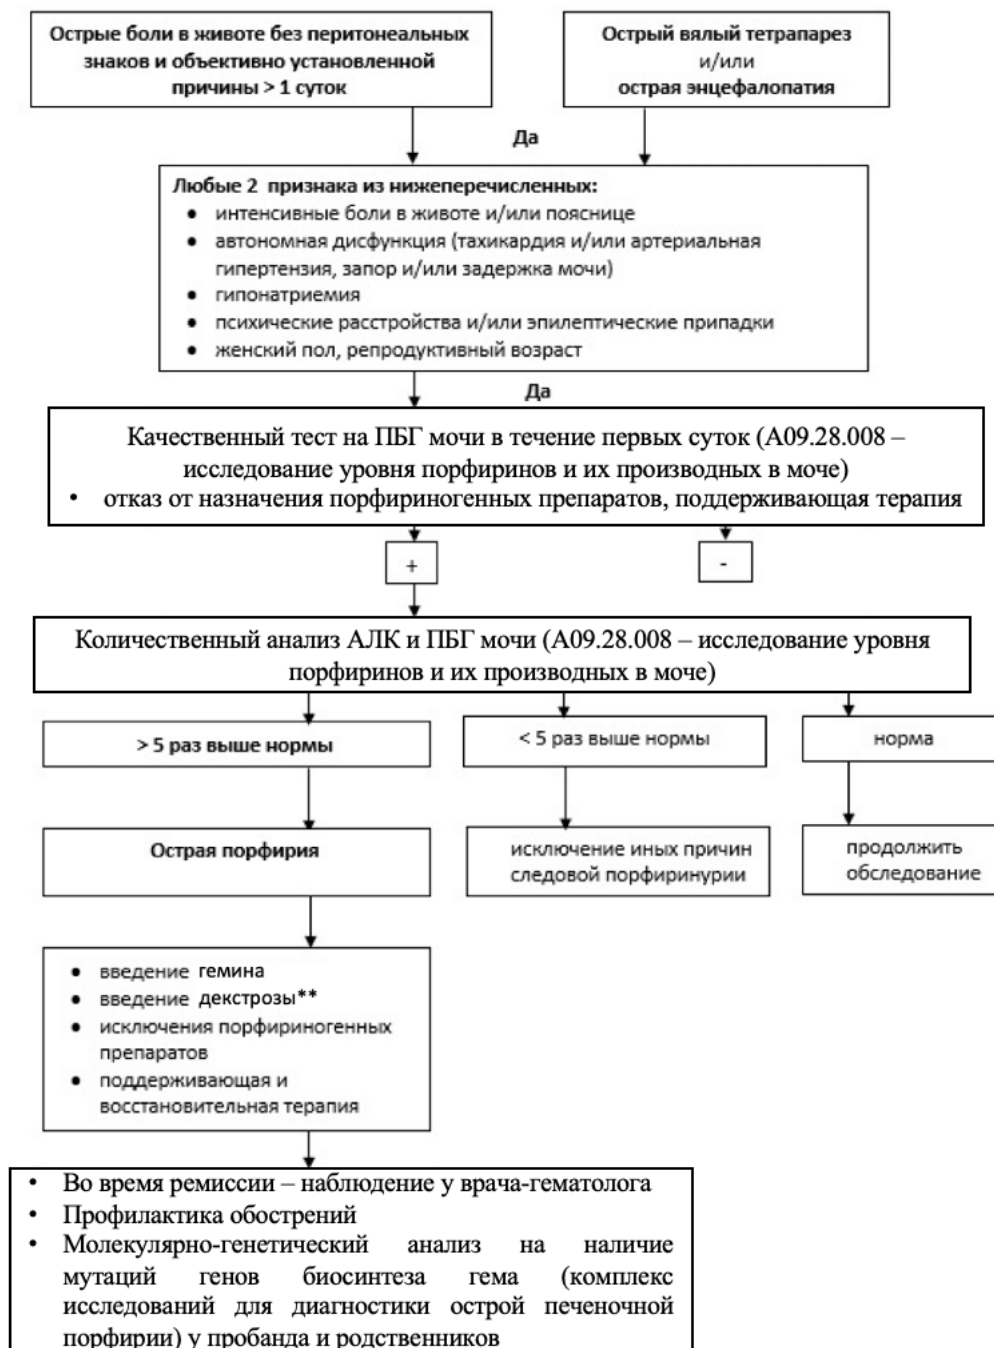 Острые боли в животе без перитонеальных
знаков и объективно установленной
причины > 1 суток
Острый вялый тетрапарез
и/или
острая энцефалопатия
Да
Любые 2 признака из нижеперечисленных:
• интенсивные боли в животе и/или пояснице
• автономная дисфункция (тахикардия и/или артериальная
гипертензия, запор и/или задержка мочи)
• гипонатриемия
• психические расстройства и/или эпилептические припадки
• женский пол, репродуктивный возраст
Да
Качественный тест на ПБГ мочи в течение первых суток (A09.28.008 –
исследование уровня порфиринов и их производных в моче)
• отказ от назначения порфириногенных препаратов, поддерживающая терапия
+
-
Количественный анализ АЛК и ПБГ мочи (A09.28.008 – исследование уровня
порфиринов и их производных в моче)
> 5 раз выше нормы
< 5 раз выше нормы
норма
Острая порфирия
исключение иных причин
следовой порфиринурии
продолжить
обследование
• введение гемина
• введение декстрозы**
• исключения порфириногенных
препаратов
• поддерживающая и
восстановительная терапия
• Во время ремиссии – наблюдение у врача-гематолога
• Профилактика обострений
• Молекулярно-генетический анализ на наличие
мутаций генов биосинтеза гема (комплекс
исследований для диагностики острой печеночной
порфирии) у пробанда и родственников